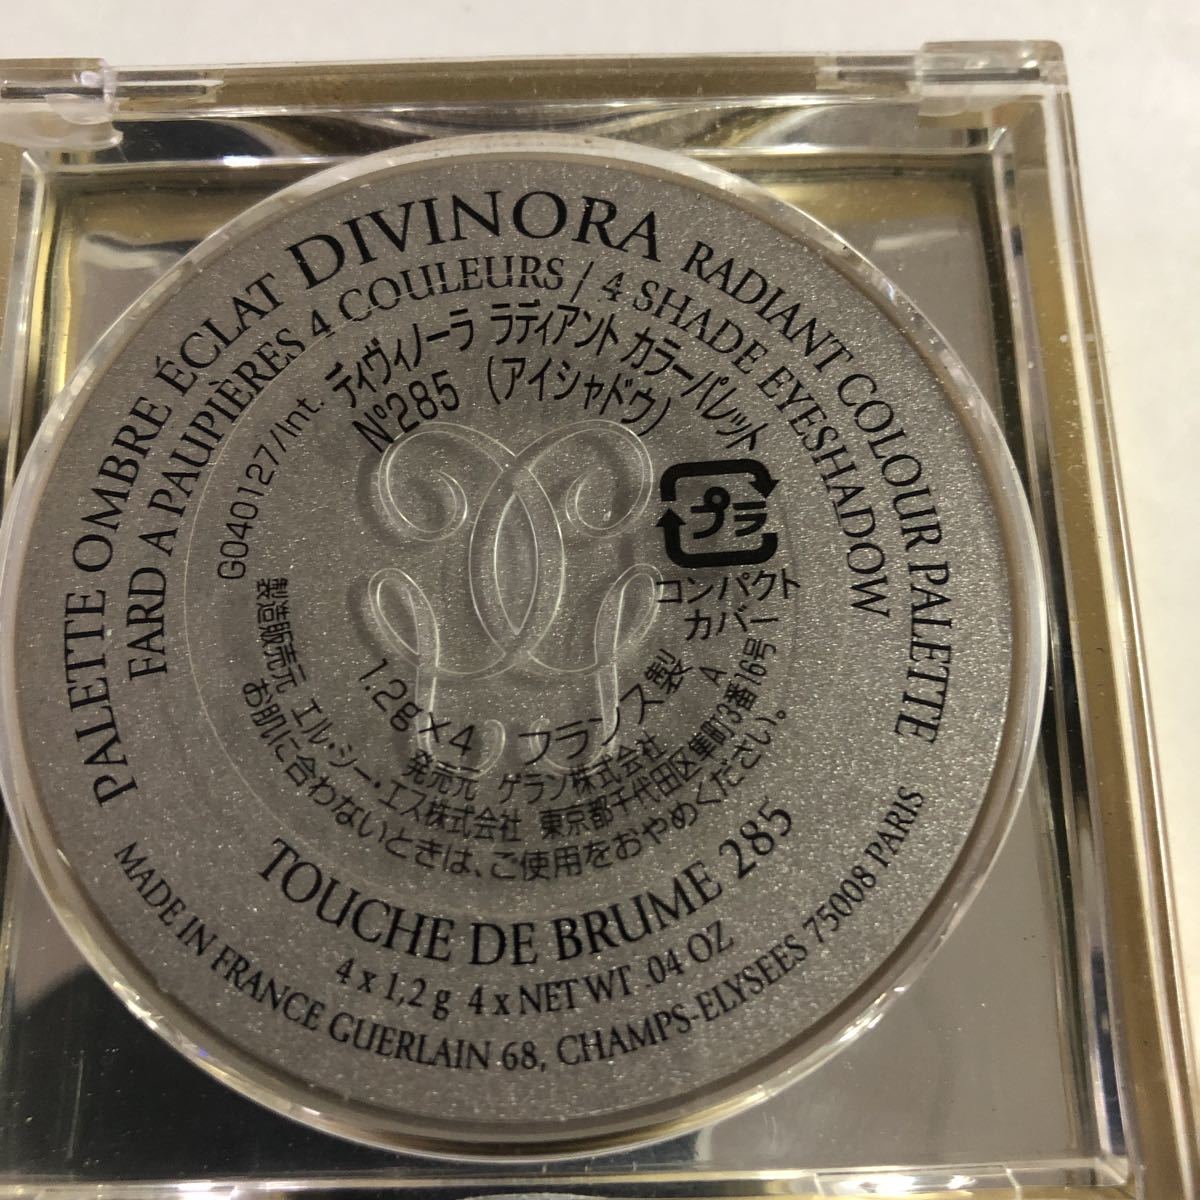 PALETTE OMBRE ÉCLAT DIVINORA RADIANT COLOUR PALETTE
FARD A PAUPIÈRES 4 COULEURS / 4 SHADE EYESHADOW
ディヴィノーラ ラディアント カラーパレット
N°285 (アイシャドウ)
G040127/Int.
プラ
コンパクト
カバー
1.2g×4 フランス製 A
発売元 ゲラン株式会社
製造販売元 エル・シー・エス株式会社 東京都千代田区隼町3番16号
お肌に合わないときは、ご使用をおやめください。
TOUCHE DE BRUME 285
4 x 1,2 g 4 x NET WT .04 OZ
MADE IN FRANCE GUERLAIN 68, CHAMPS-ELYSEES 75008 PARIS